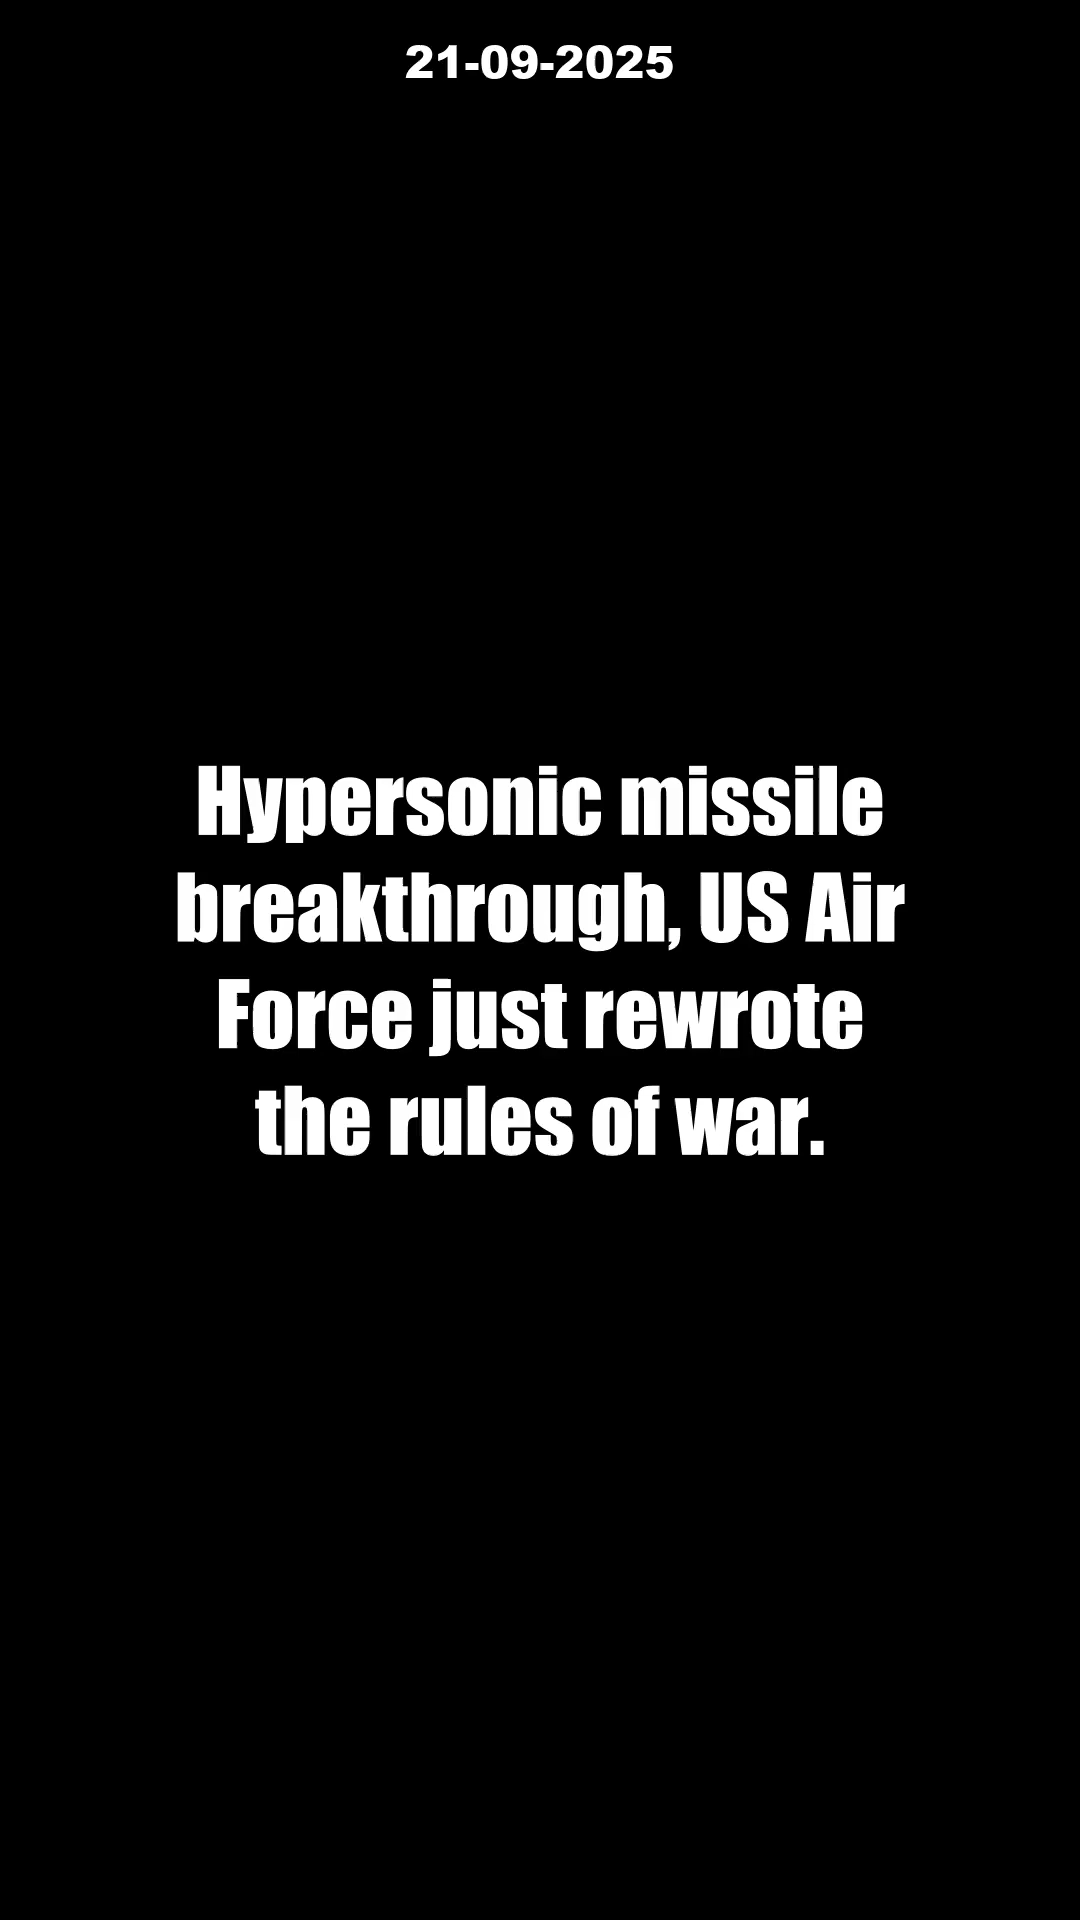 21-09-2025
Hypersonic missile
breakthrough, US Air
Force just rewrote
the rules of war.